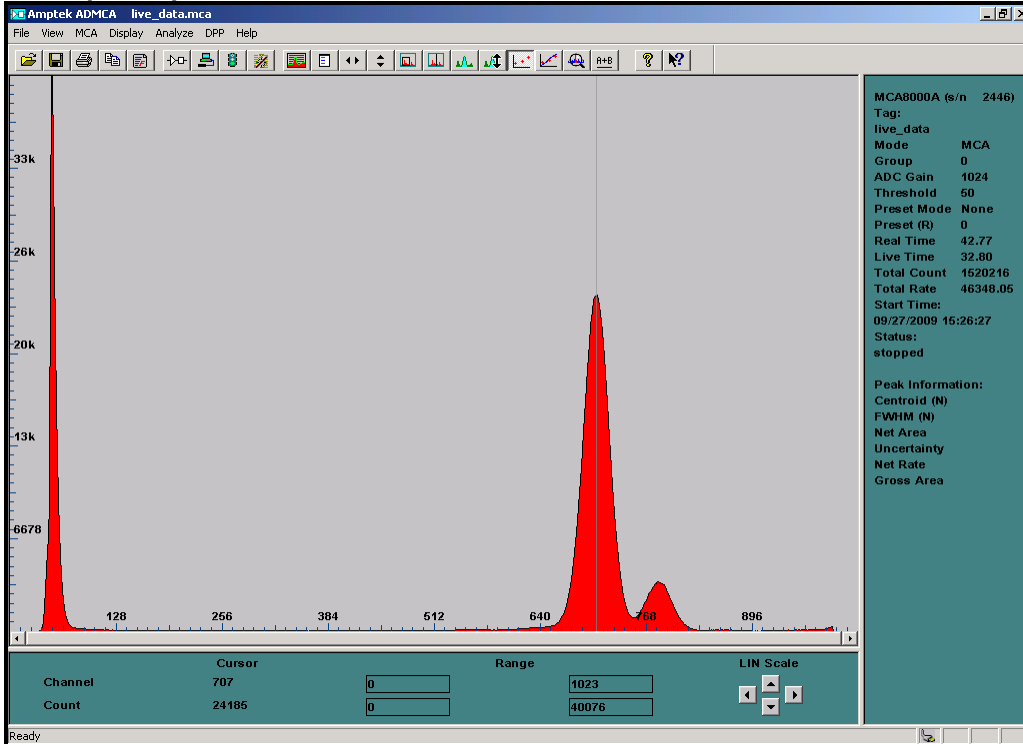 Amptek ADMCA live_data.mca
File View MCA Display Analyze DPP Help
A+B
33k
26k
20k
13k
6678
128 256 384 512 640 768 896
MCA8000A (s/n 2446)
Tag:
live_data
Mode MCA
Group 0
ADC Gain 1024
Threshold 50
Preset Mode None
Preset (R) 0
Real Time 42.77
Live Time 32.80
Total Count 1520216
Total Rate 46348.05
Start Time:
09/27/2009 15:26:27
Status:
stopped
Peak Information:
Centroid (N)
FWHM (N)
Net Area
Uncertainty
Net Rate
Gross Area
Cursor Range LIN Scale
Channel 707 0 1023
Count 24185 0 40076
Ready